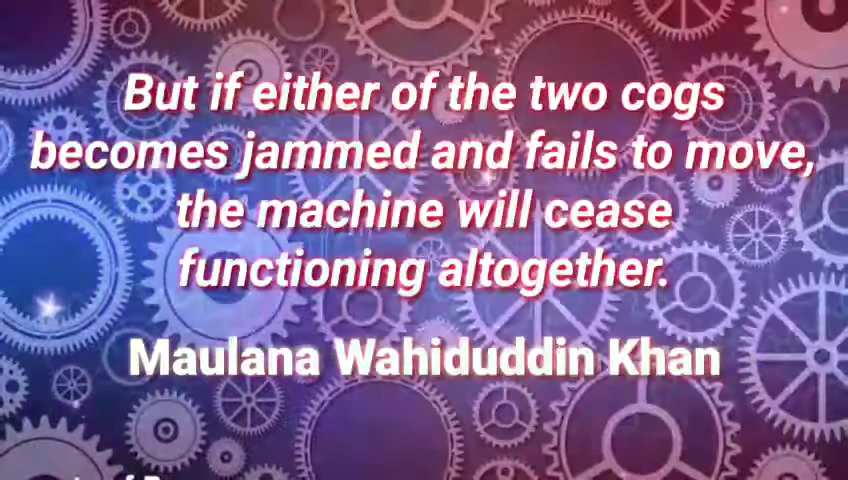 But if either of the two cogs
becomes jammed and fails to move,
the machine will cease
functioning altogether.
Maulana Wahiduddin Khan